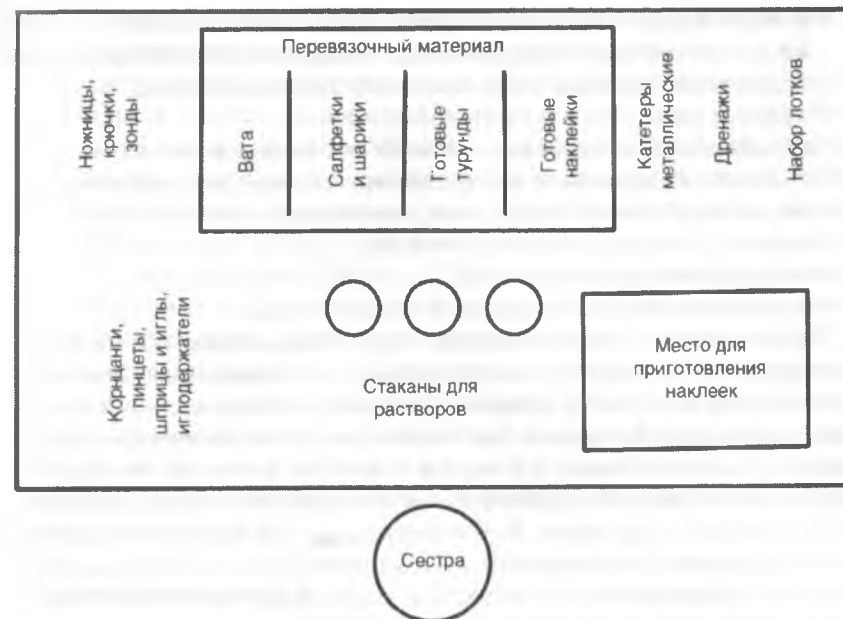 Перевязочный материал
Ножницы,
крючки,
зонды
Вата
Салфетки
и шарики
Готовые
турунды
Готовые
наклейки
Катетеры
металлические
Дренажи
Набор лотков
Корнцанги,
пинцеты,
шприцы и иглы,
иглодержатели
Стаканы для
растворов
Место для
приготовления
наклеек
Сестра